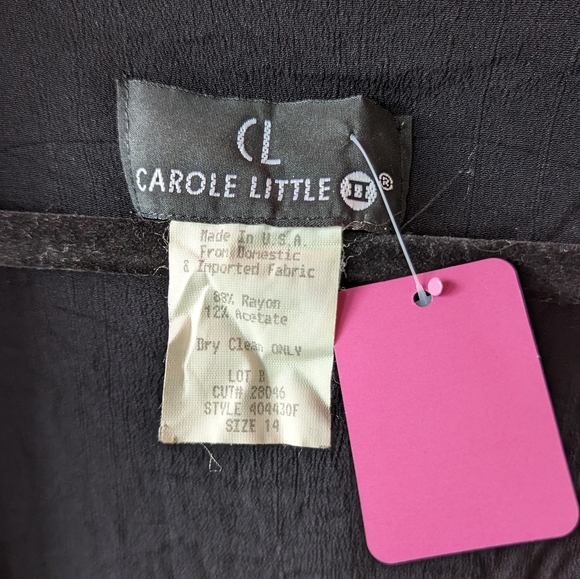 CL
CAROLE LITTLE II ®
Made In U.S.A.
From Domestic
& Imported Fabric
88% Rayon
12% Acetate
Dry Clean ONLY
LOT B
CUT# 28046
STYLE 404430F
SIZE 14